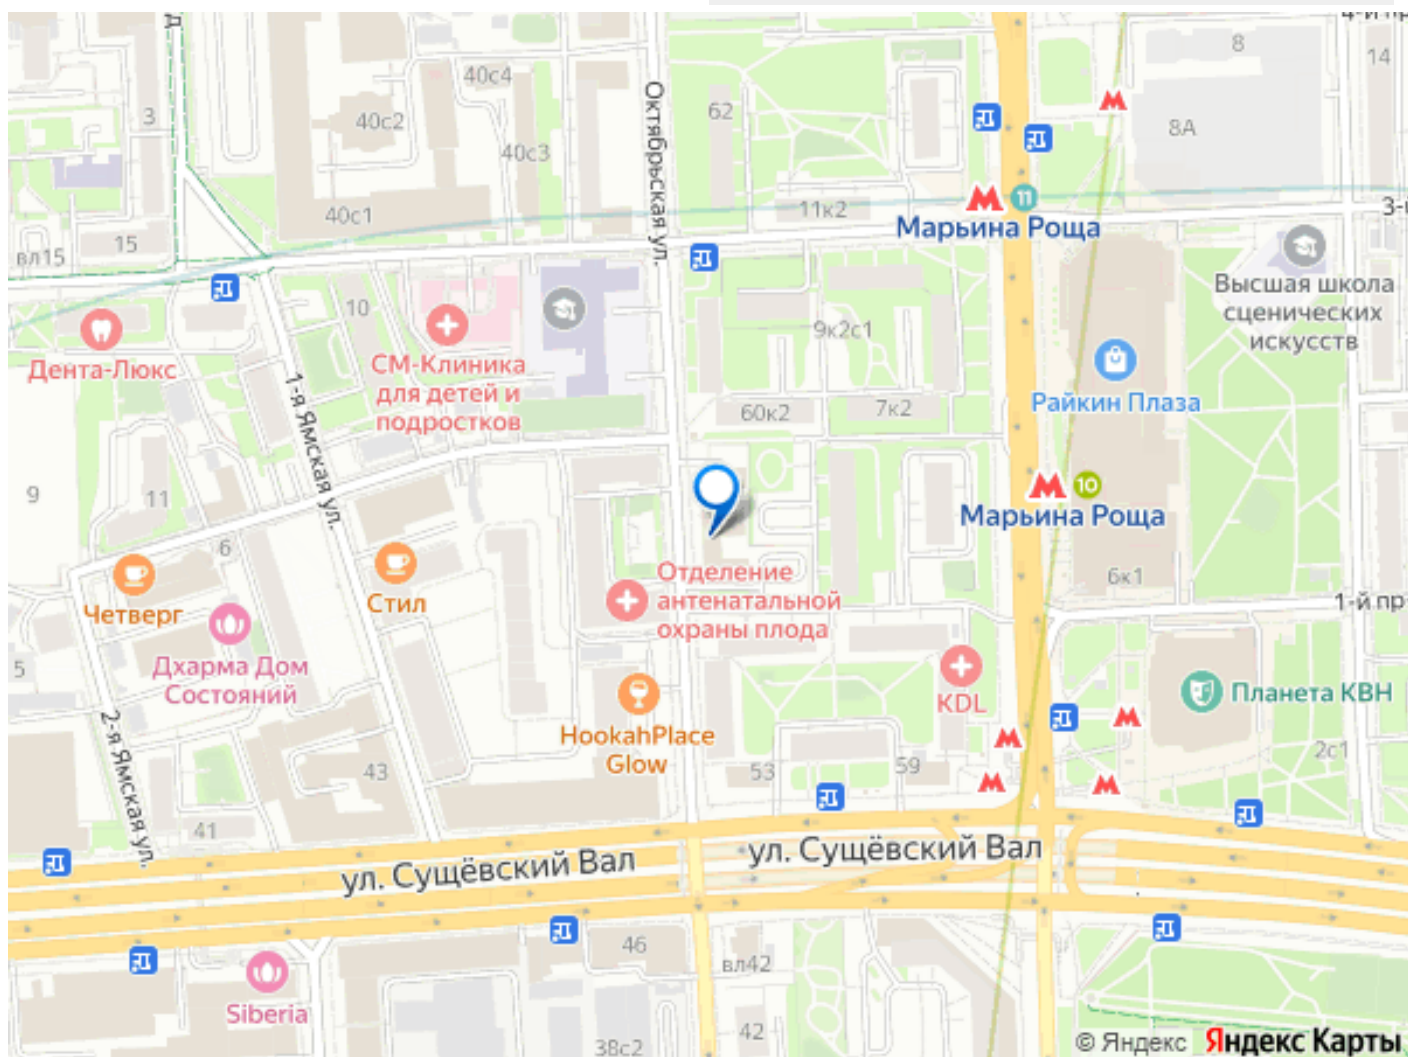 8
14
40с4
3
62
40с2
8А
40с3
Октябрьская ул.
40с1
11к2
11
Марьина Роща
15
вл15
Высшая школа
сценических
искусств
10
9к2с1
СМ-Клиника
для детей и
подростков
Дента-Люкс
1-я Ямская ул.
Райкин Плаза
60к2
7к2
9
11
10
Марьина Роща
6
6к1
Отделение
антенатальной
охраны плода
Стил
Четверг
1-й пр
5
Дхарма Дом
Состояний
KDL
Планета КВН
HookahPlace
Glow
2-я Ямская ул.
2с1
43
53
59
41
ул. Сущёвский Вал
ул. Сущёвский Вал
46
вл42
Siberia
42
38с2
© Яндекс Яндекс Карты